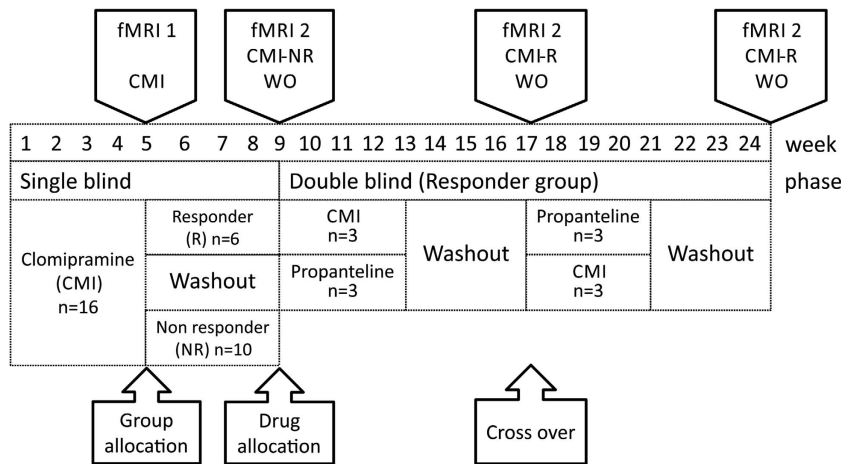 fMRI 1
CMI
fMRI 2
CMI-NR
WO
fMRI 2
CMI-R
WO
fMRI 2
CMI-R
WO
1 2 3 4 5 6 7 8 9 10 11 12 13 14 15 16 17 18 19 20 21 22 23 24 week
Single blind Double blind (Responder group) phase
Clomipramine
(CMI)
n=16
Responder
(R) n=6
Washout
Non responder
(NR) n=10
CMI
n=3
Propanteline
n=3
Washout
Propanteline
n=3
CMI
n=3
Washout
Group
allocation
Drug
allocation
Cross over